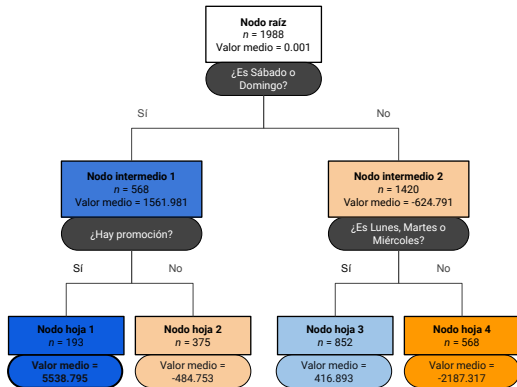 Nodo raíz
n = 1988
Valor medio = 0.001
¿Es Sábado o
Domingo?
Sí
No
Nodo intermedio 1
n = 568
Valor medio = 1561.981
¿Hay promoción?
Nodo intermedio 2
n = 1420
Valor medio = -624.791
¿Es Lunes, Martes o
Miércoles?
Sí
No
Sí
No
Nodo hoja 1
n = 193
Valor medio =
5538.795
Nodo hoja 2
n = 375
Valor medio =
-484.753
Nodo hoja 3
n = 852
Valor medio =
416.893
Nodo hoja 4
n = 568
Valor medio =
-2187.317